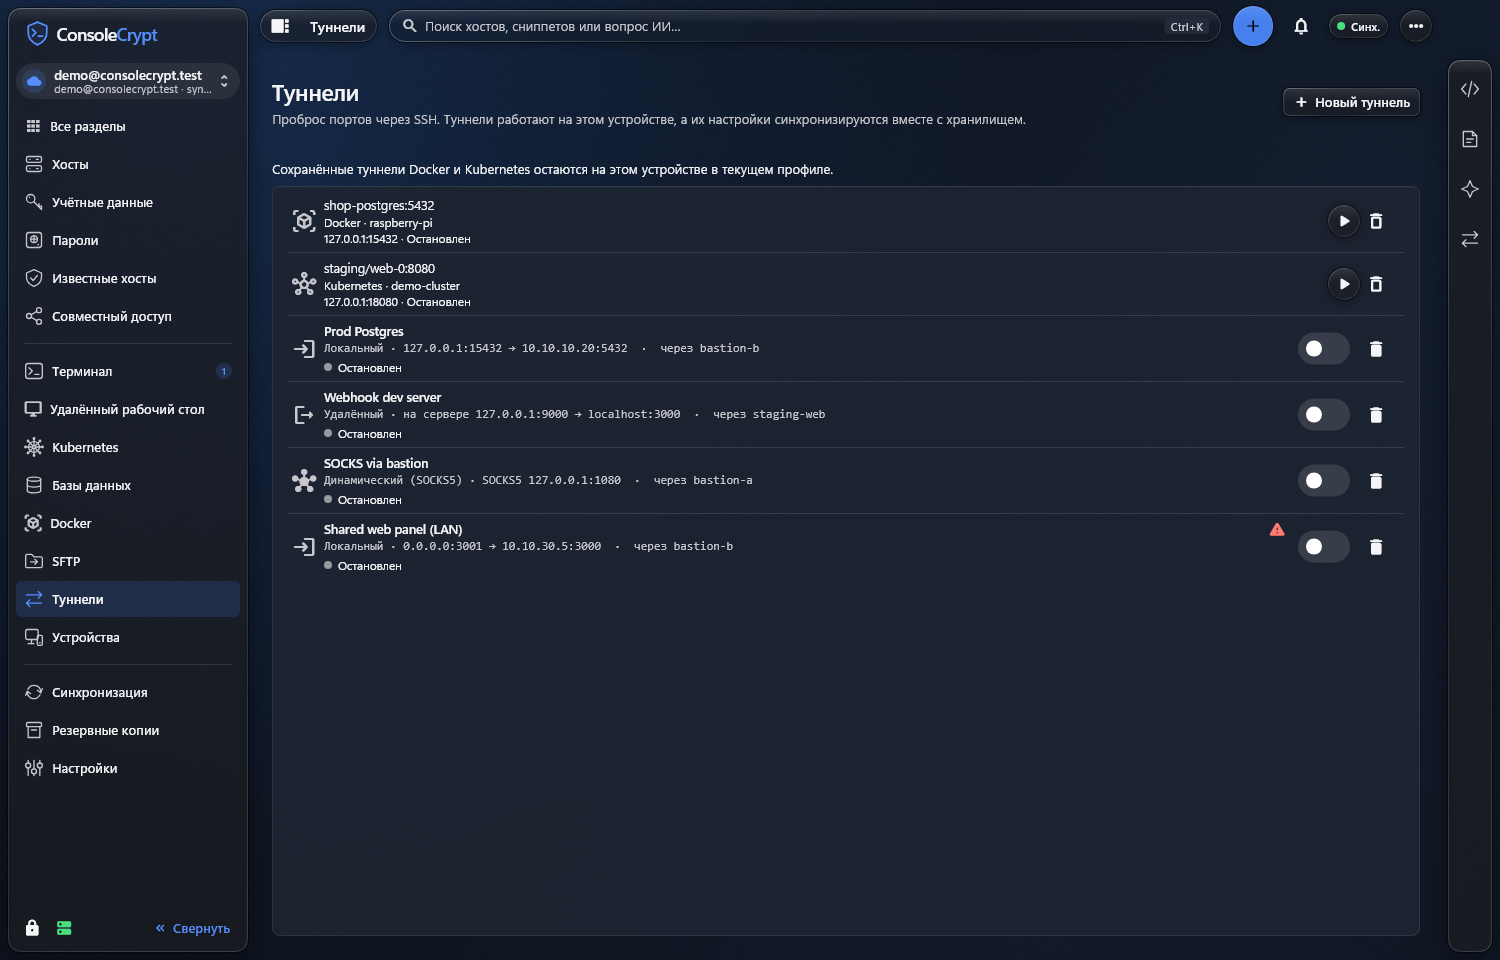 ConsoleCrypt
demo@consolecrypt.test
demo@consolecrypt.test · syn...
Все разделы
Хосты
Учётные данные
Пароли
Известные хосты
Совместный доступ
Терминал
1
Удалённый рабочий стол
Kubernetes
Базы данных
Docker
SFTP
Туннели
Устройства
Синхронизация
Резервные копии
Настройки
« Свернуть
Туннели
Поиск хостов, сниппетов или вопрос ИИ...
Ctrl+K
Синх.
Туннели
Проброс портов через SSH. Туннели работают на этом устройстве, а их настройки синхронизируются вместе с хранилищем.
+ Новый туннель
Сохранённые туннели Docker и Kubernetes остаются на этом устройстве в текущем профиле.
shop-postgres:5432
Docker · raspberry-pi
127.0.0.1:15432 · Остановлен
staging/web-0:8080
Kubernetes · demo-cluster
127.0.0.1:18080 · Остановлен
Prod Postgres
Локальный · 127.0.0.1:15432 → 10.10.10.20:5432 · через bastion-b
Остановлен
Webhook dev server
Удалённый · на сервере 127.0.0.1:9000 → localhost:3000 · через staging-web
Остановлен
SOCKS via bastion
Динамический (SOCKS5) · SOCKS5 127.0.0.1:1080 · через bastion-a
Остановлен
Shared web panel (LAN)
Локальный · 0.0.0.0:3001 → 10.10.30.5:3000 · через bastion-b
Остановлен